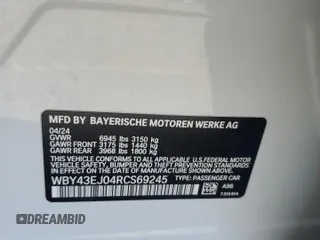 MFD BY BAYERISCHE MOTOREN WERKE AG
04/24
GVWR 6945 lbs 3150 kg
GAWR FRONT 3175 lbs 1440 kg
GAWR REAR 3968 lbs 1800 kg
THIS VEHICLE CONFORMS TO ALL APPLICABLE FEDERAL MOTOR VEHICLE SAFETY, BUMPER, AND THEFT PREVENTION STANDARDS IN EFFECT ON THE DATE OF MANUFACTURE SHOWN ABOVE.
WBY43EJ04RCS69245
TYPE: PASSENGER CAR
A96
DREAMBID